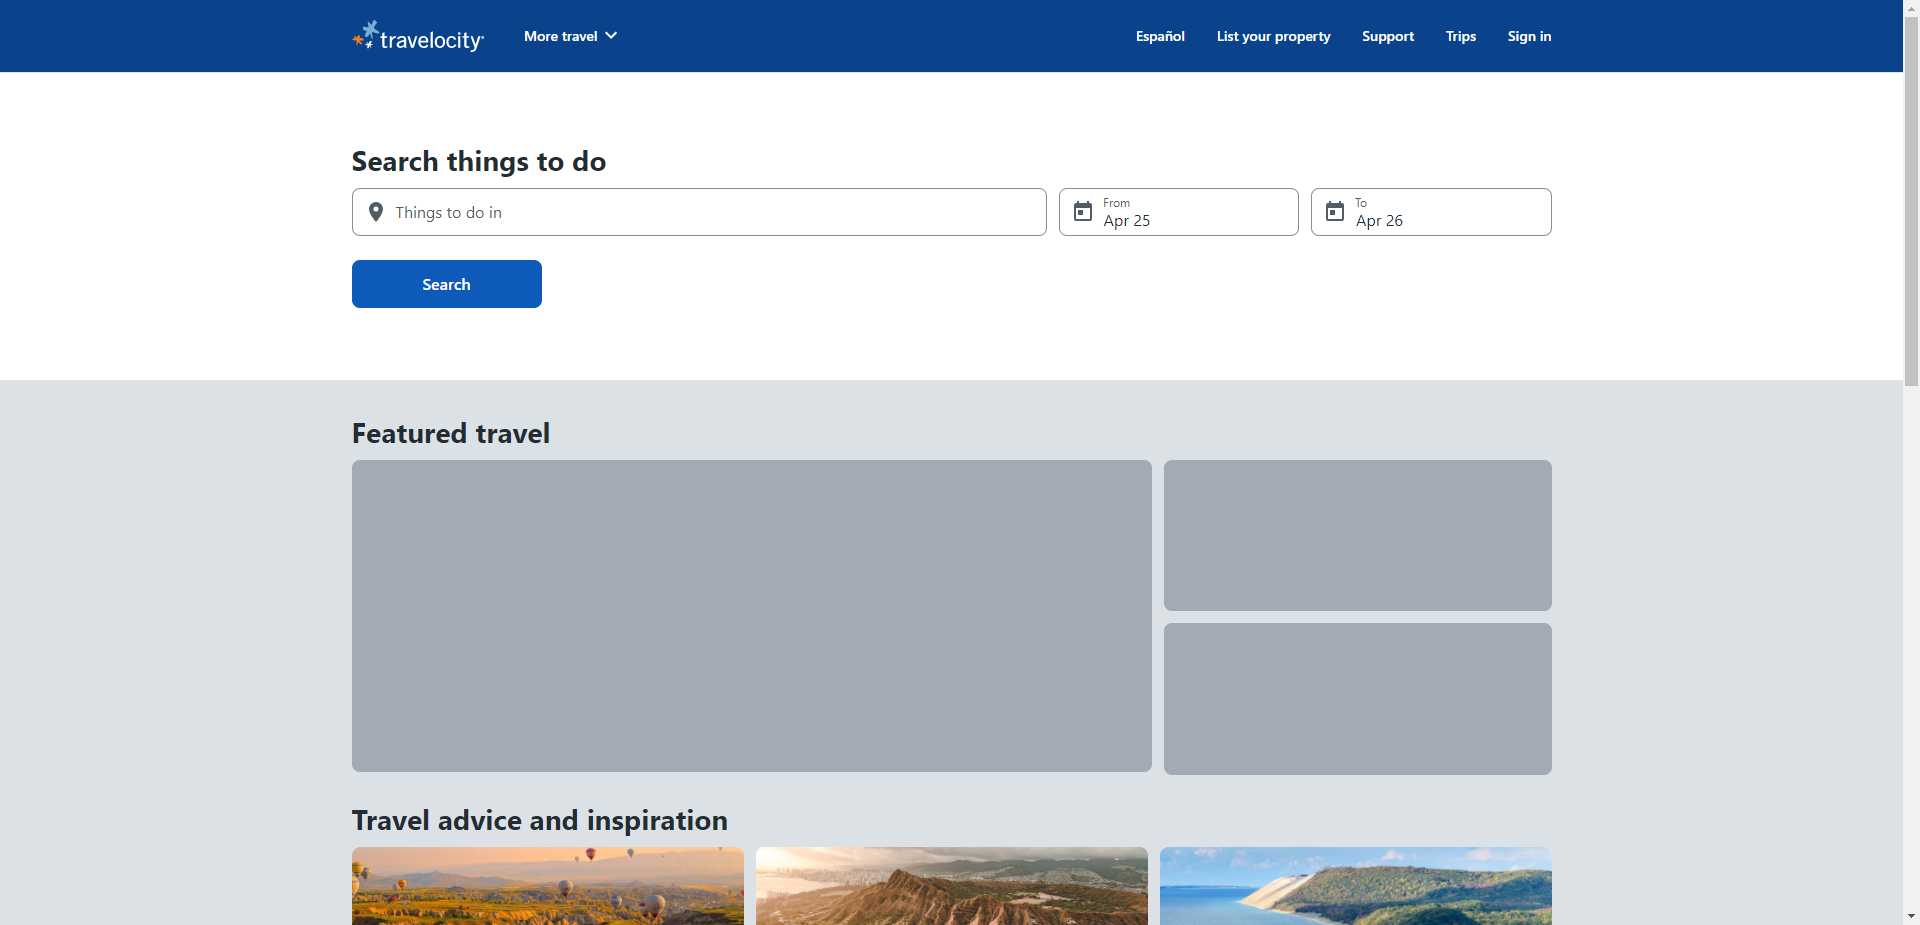 travelocity
More travel
Español
List your property
Support
Trips
Sign in
Search things to do
Things to do in
From
Apr 25
To
Apr 26
Search
Featured travel
Travel advice and inspiration